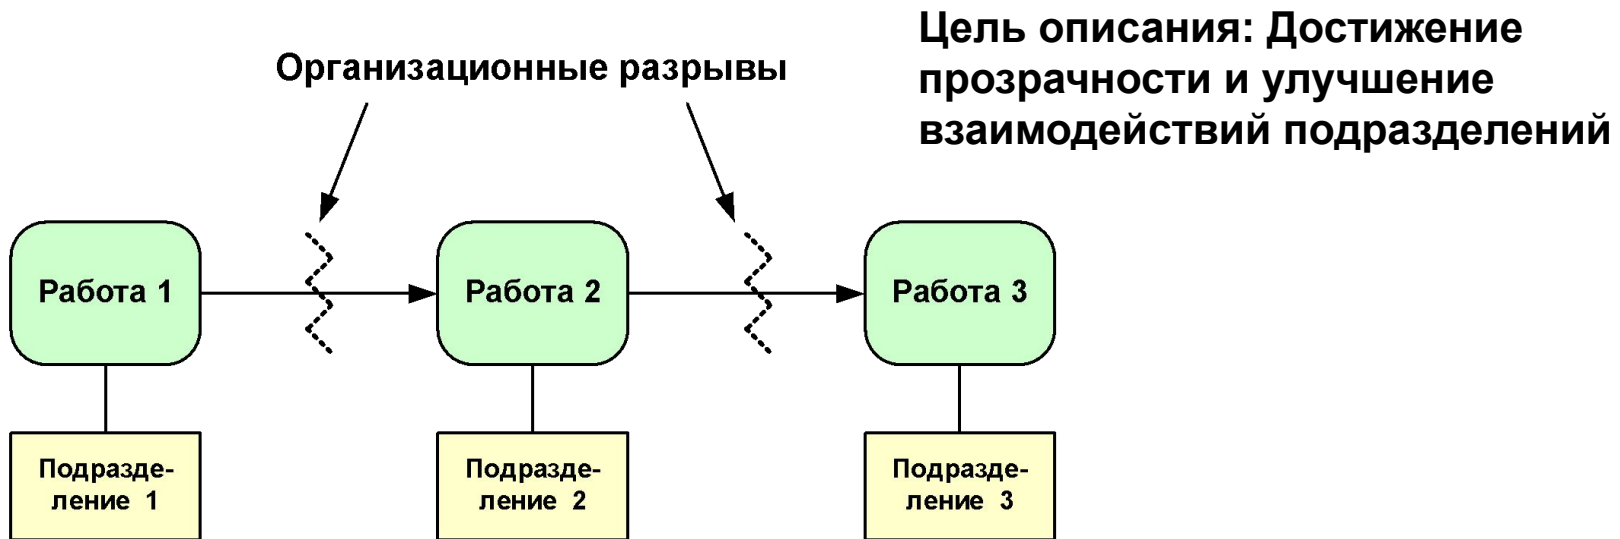 Цель описания: Достижение
прозрачности и улучшение
взаимодействий подразделений
Организационные разрывы
Работа 1
Работа 2
Работа 3
Подразде-
ление 1
Подразде-
ление 2
Подразде-
ление 3